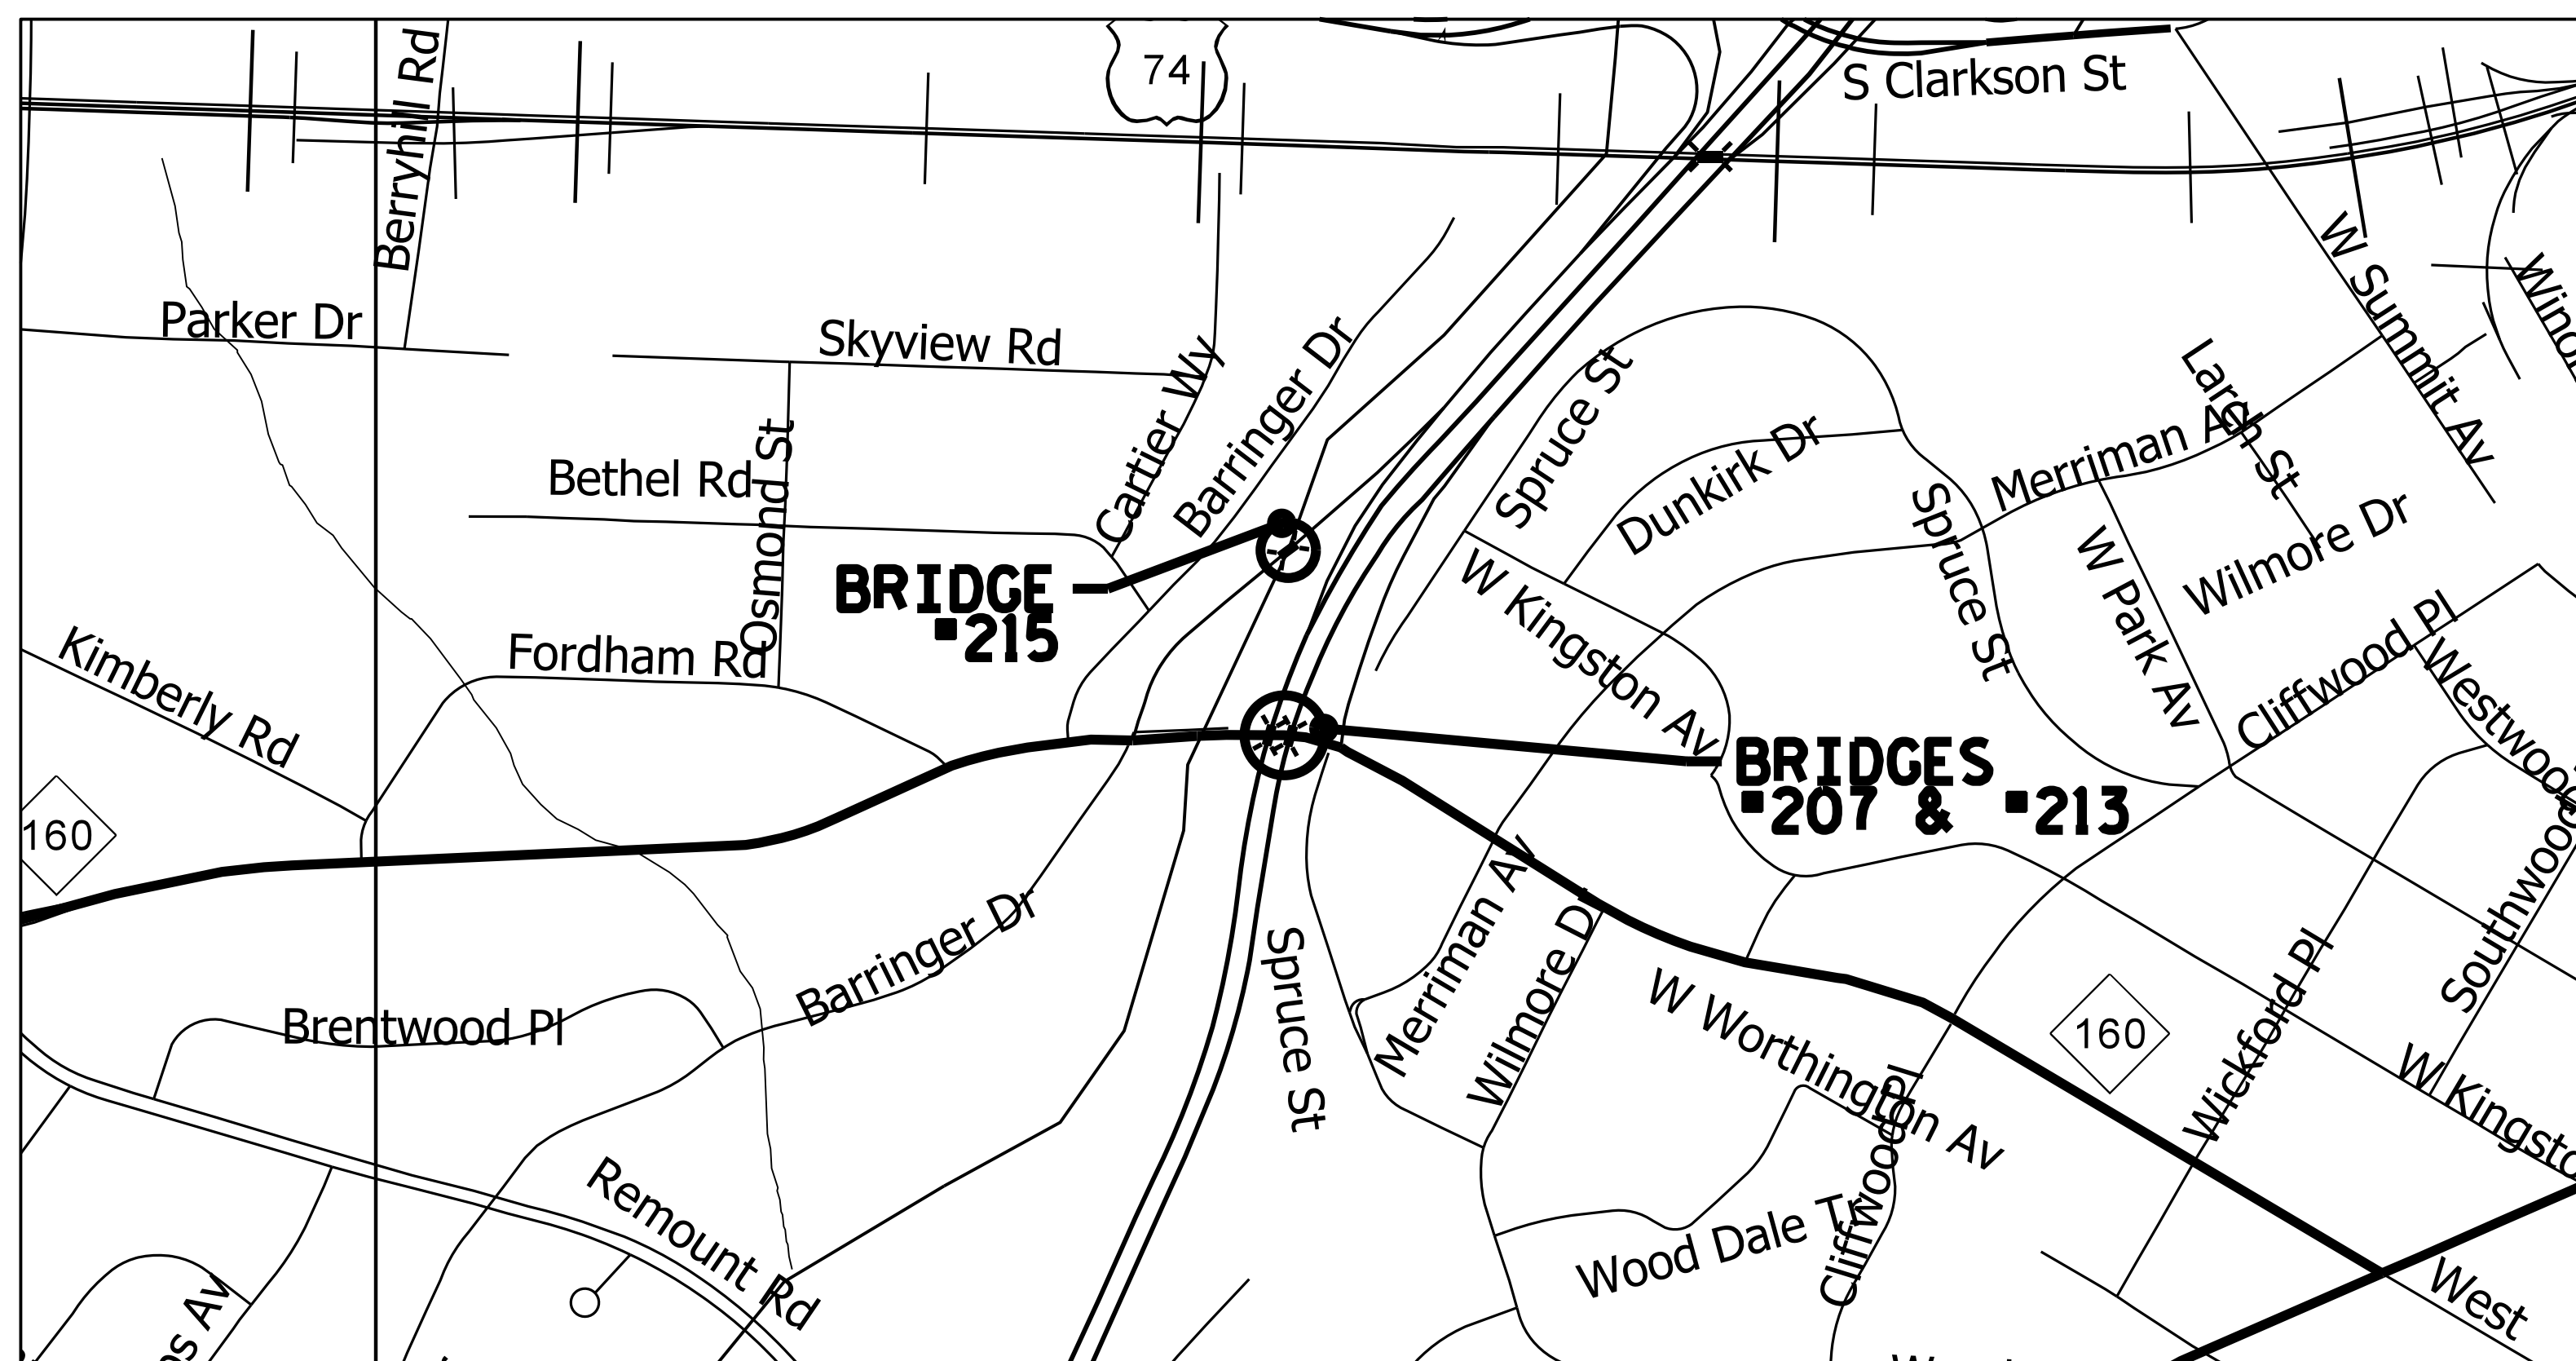 Berryhill Rd
74
S Clarkson St
Parker Dr
Skyview Rd
Cartier Wy
Barringer Dr
Spruce St
Dunkirk Dr
W Summit Av
Larch St
Merriman Av
Bethel Rd
Osmond St
BRIDGE
215
Spruce St
W Park Av
Wilmore Dr
W Kingston Av
Cliffwood Pl
Fordham Rd
Kimberly Rd
160
BRIDGES
207 & 213
Merriman Av
Wilmore Dr
Barringer Dr
Spruce St
Brentwood Pl
W Worthington Av
160
Wickford Pl
Cliffwood Pl
Remount Rd
Wood Dale Tr
West